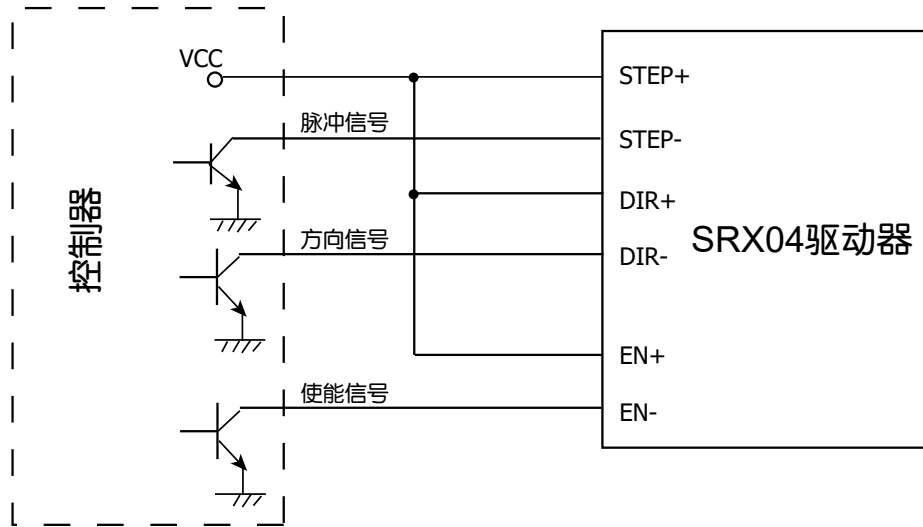 VCC
STEP+
脉冲信号
STEP-
DIR+
控制器
方向信号
DIR-
SRX04驱动器
EN+
使能信号
EN-